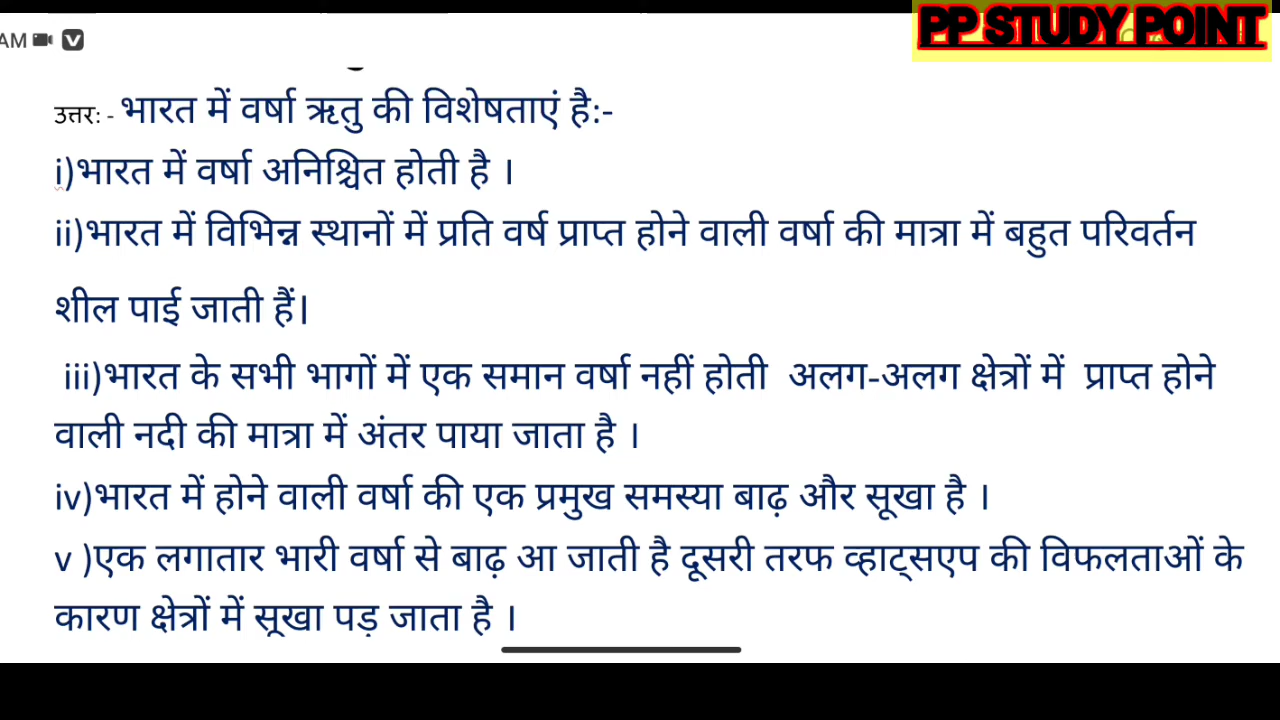 AM
PP STUDY POINT
उत्तर: - भारत में वर्षा ऋतु की विशेषताएं है:-
i)भारत में वर्षा अनिश्चित होती है ।
ii)भारत में विभिन्न स्थानों में प्रति वर्ष प्राप्त होने वाली वर्षा की मात्रा में बहुत परिवर्तन
शील पाई जाती हैं।
iii)भारत के सभी भागों में एक समान वर्षा नहीं होती अलग-अलग क्षेत्रों में प्राप्त होने
वाली नदी की मात्रा में अंतर पाया जाता है ।
iv)भारत में होने वाली वर्षा की एक प्रमुख समस्या बाढ़ और सूखा है ।
v )एक लगातार भारी वर्षा से बाढ़ आ जाती है दूसरी तरफ व्हाट्सएप की विफलताओं के
कारण क्षेत्रों में सूखा पड़ जाता है ।